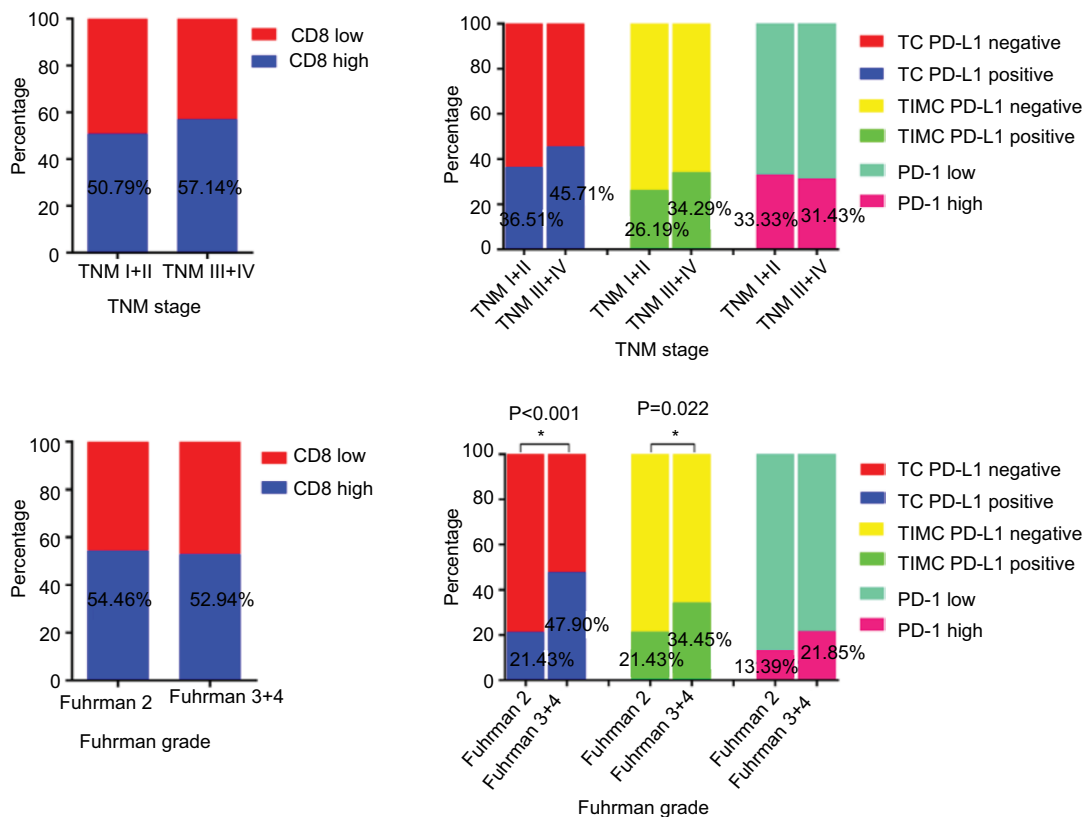 100
80
60
40
20
0
Percentage
50.79%
57.14%
TNM I+II
TNM III+IV
TNM stage
CD8 low
CD8 high
100
80
60
40
20
0
Percentage
36.51%
45.71%
26.19%
34.29%
33.33%
31.43%
TNM I+II
TNM III+IV
TNM I+II
TNM III+IV
TNM I+II
TNM III+IV
TNM stage
TC PD-L1 negative
TC PD-L1 positive
TIMC PD-L1 negative
TIMC PD-L1 positive
PD-1 low
PD-1 high
100
80
60
40
20
0
Percentage
54.46%
52.94%
Fuhrman 2
Fuhrman 3+4
Fuhrman grade
CD8 low
CD8 high
P<0.001
*
P=0.022
*
100
80
60
40
20
0
Percentage
21.43%
47.90%
21.43%
34.45%
13.39%
21.85%
Fuhrman 2
Fuhrman 3+4
Fuhrman 2
Fuhrman 3+4
Fuhrman 2
Fuhrman 3+4
Fuhrman grade
TC PD-L1 negative
TC PD-L1 positive
TIMC PD-L1 negative
TIMC PD-L1 positive
PD-1 low
PD-1 high